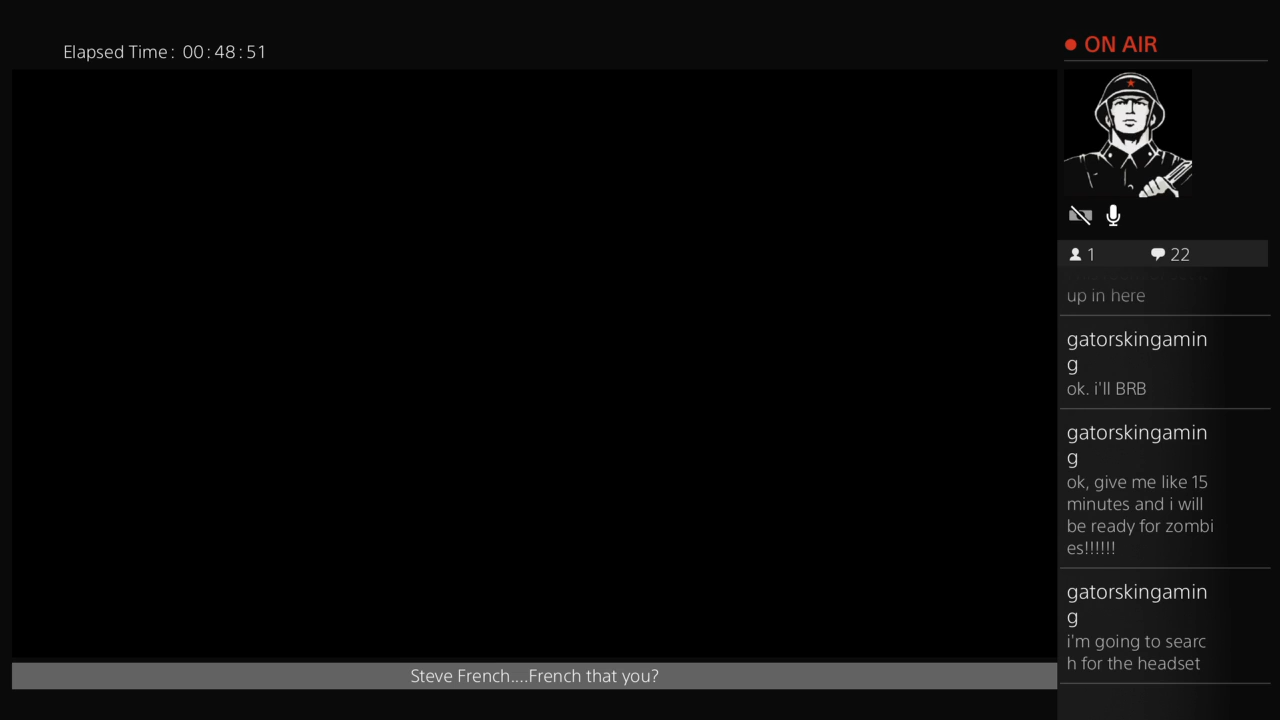 Elapsed Time: 00:48:51
ON AIR
1
22
up in here
gatorskingamin
g
ok. i'll BRB
gatorskingamin
g
ok, give me like 15
minutes and i will
be ready for zombi
es!!!!!!
gatorskingamin
g
i'm going to searc
h for the headset
Steve French....French that you?